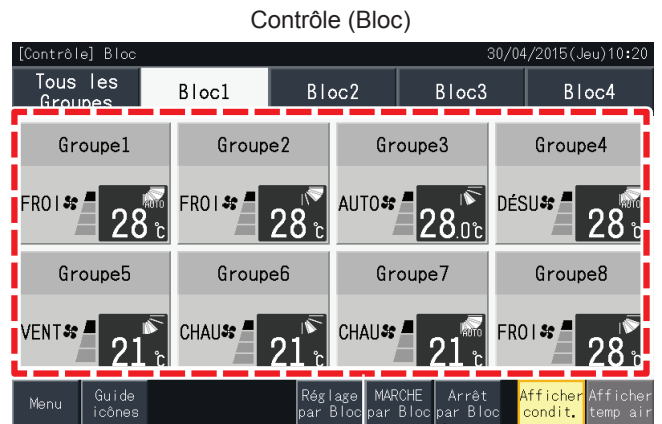 Contrôle (Bloc)
[Contrôle] Bloc 30/04/2015(Jeu)10:20
Tous les
Groupes
Bloc1 Bloc2 Bloc3 Bloc4
Groupe1 Groupe2 Groupe3 Groupe4
FROI AUTO 28 ℃ FROI 28 ℃ AUTO 28.0℃ DÉSU AUTO 28 ℃
Groupe5 Groupe6 Groupe7 Groupe8
VENT 21 ℃ CHAU 21 ℃ CHAU AUTO 21 ℃ FROI 28 ℃
Menu
Guide
icônes
Réglage
par Bloc
MARCHE
par Bloc
Arrêt
par Bloc
Afficher
condit.
Afficher
temp air